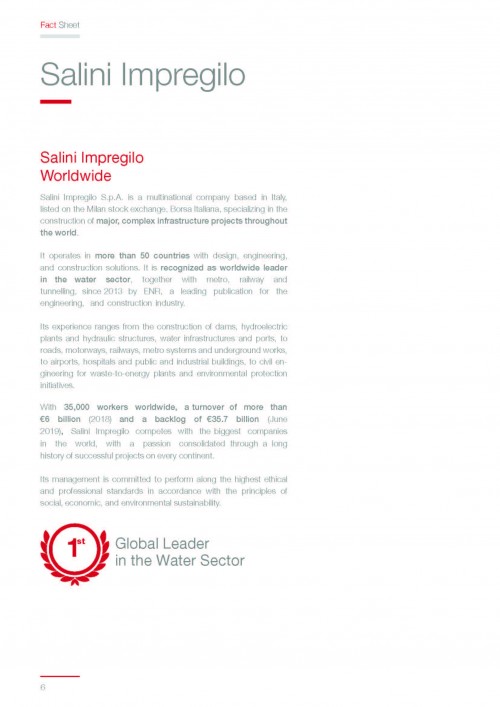 Fact Sheet
Salini Impregilo
Salini Impregilo
Worldwide
Salini Impregilo S.p.A. is a multinational company based in Italy,
listed on the Milan stock exchange, Borsa Italiana, specializing in the
construction of major, complex infrastructure projects throughout
the world.
It operates in more than 50 countries with design, engineering,
and construction solutions. It is recognized as worldwide leader
in the water sector, together with metro, railway and
tunnelling, since 2013 by ENR, a leading publication for the
engineering, and construction industry.
Its experience ranges from the construction of dams, hydroelectric
plants and hydraulic structures, water infrastructures and ports, to
roads, motorways, railways, metro systems and underground works,
to airports, hospitals and public and industrial buildings, to civil en-
gineering for waste-to-energy plants and environmental protection
initiatives.
With 35,000 workers worldwide, a turnover of more than
€6 billion (2018) and a backlog of €35.7 billion (June
2019), Salini Impregilo competes with the biggest companies
in the world, with a passion consolidated through a long
history of successful projects on every continent.
Its management is committed to perform along the highest ethical
and professional standards in accordance with the principles of
social, economic, and environmental sustainability.
1st
Global Leader
in the Water Sector
6